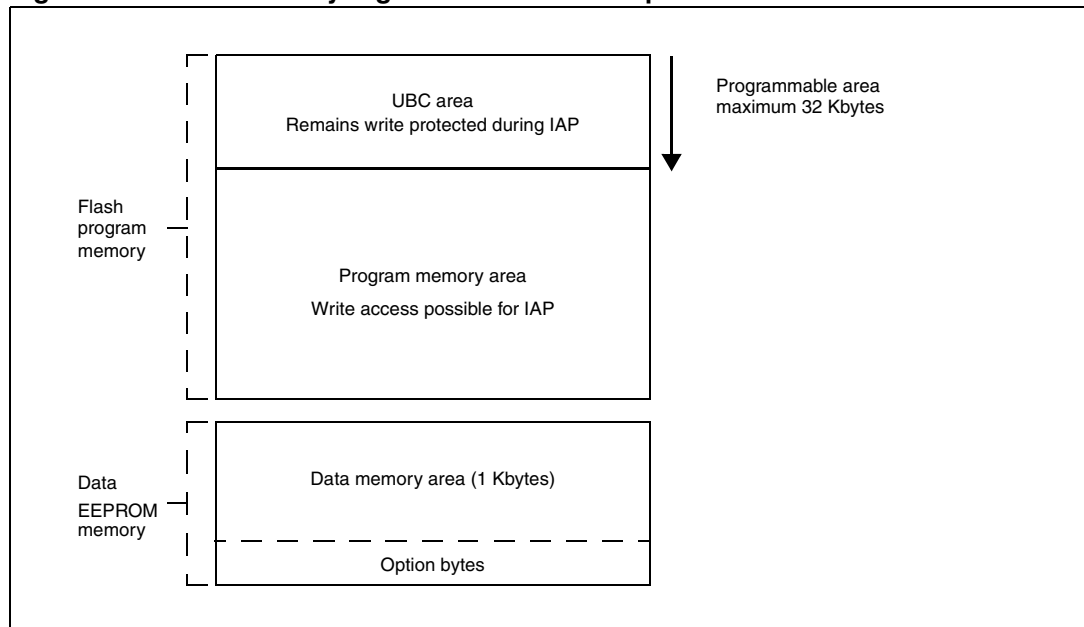 UBC area
Remains write protected during IAP
Programmable area
maximum 32 Kbytes
Flash
program
memory
Program memory area
Write access possible for IAP
Data memory area (1 Kbytes)
Data
EEPROM
memory
Option bytes